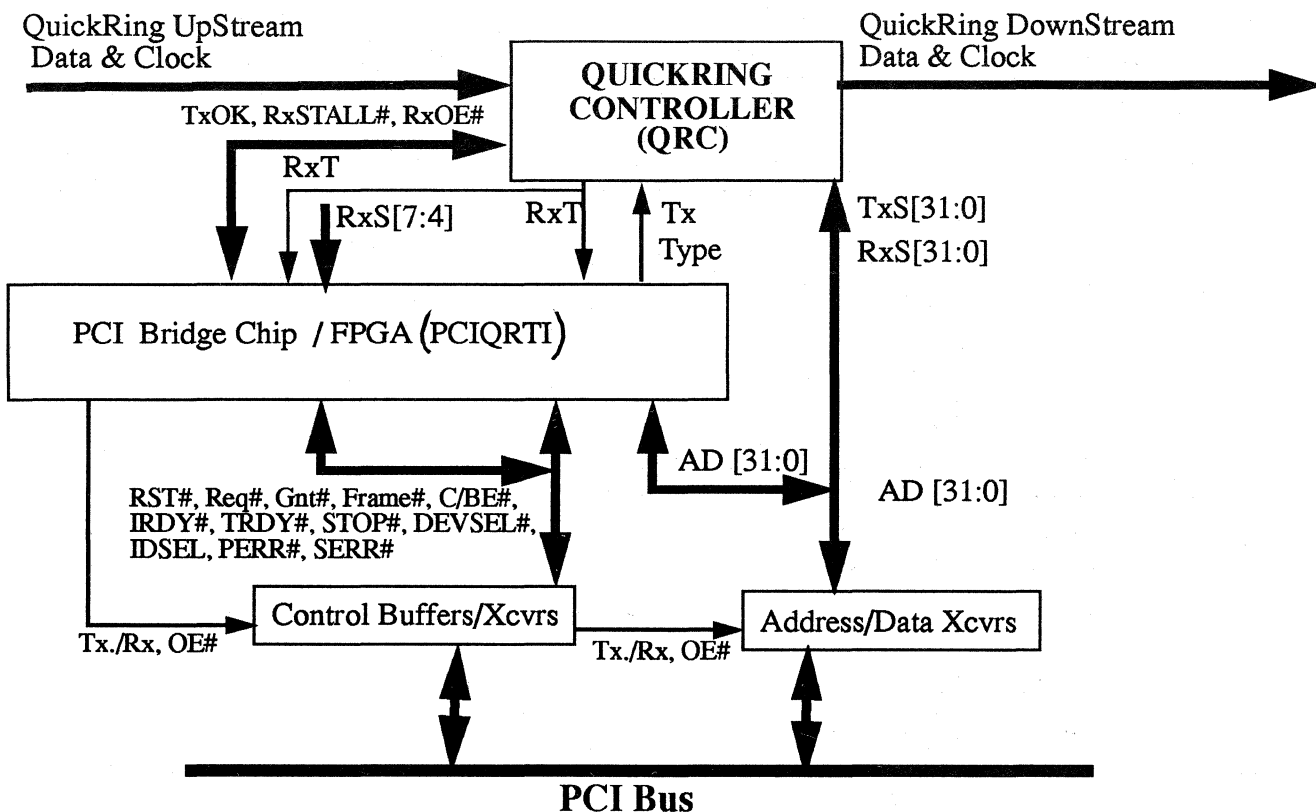 QuickRing UpStream
Data & Clock
QuickRing DownStream
Data & Clock
QUICKRING
CONTROLLER
(QRC)
TxOK, RxSTALL#, RxOE#
RxT
RxS[7:4]
RxT
Tx
Type
TxS[31:0]
RxS[31:0]
PCI Bridge Chip / FPGA (PCIQRTI)
AD [31:0]
AD [31:0]
RST#, Req#, Gnt#, Frame#, C/BE#,
IRDY#, TRDY#, STOP#, DEVSEL#,
IDSEL, PERR#, SERR#
Control Buffers/Xcvrs
Address/Data Xcvrs
Tx./Rx, OE#
Tx./Rx, OE#
PCI Bus